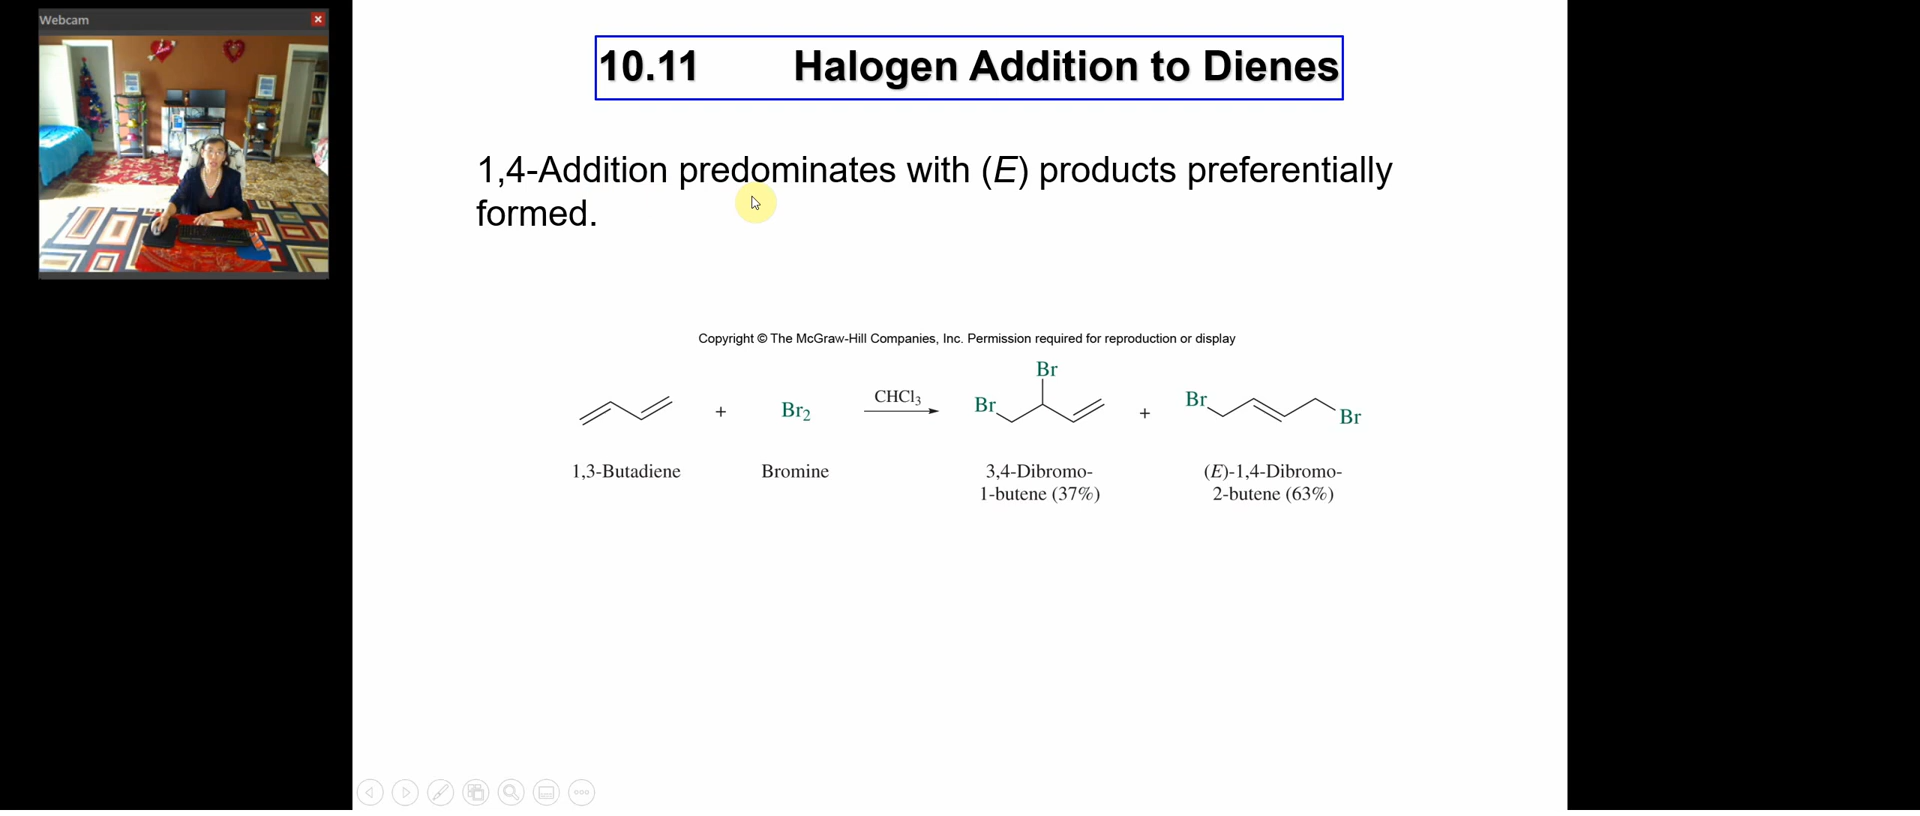 Webcam
10.11 Halogen Addition to Dienes
1,4-Addition predominates with (E) products preferentially
formed.
Copyright © The McGraw-Hill Companies, Inc. Permission required for reproduction or display
Br
Br
+ Br₂ CHCl₃ + Br
Br
1,3-Butadiene Bromine 3,4-Dibromo- (E)-1,4-Dibromo-
1-butene (37%) 2-butene (63%)